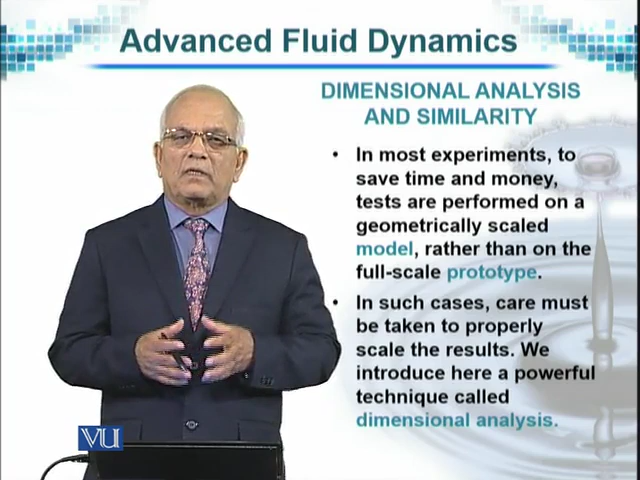 Advanced Fluid Dynamics
DIMENSIONAL ANALYSIS
AND SIMILARITY
• In most experiments, to
save time and money,
tests are performed on a
geometrically scaled
model, rather than on the
full-scale prototype.
• In such cases, care must
be taken to properly
scale the results. We
introduce here a powerful
technique called
dimensional analysis.
VU